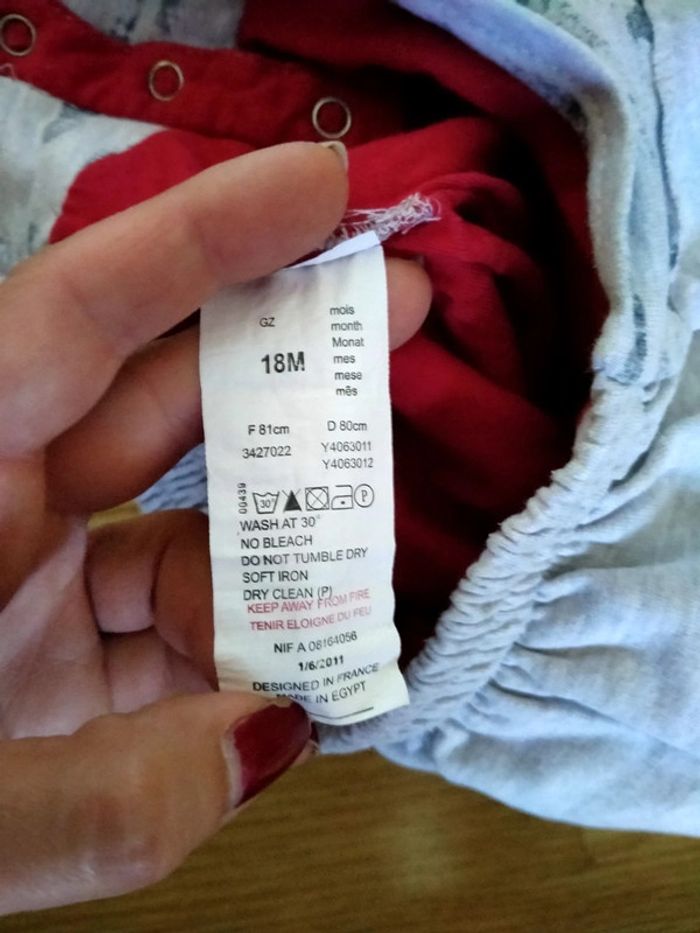 GZ
18M
mois
month
Monat
mes
mese
mês
F 81cm D 80cm
3427022 Y4063011
Y4063012
00439
30°
P
WASH AT 30°
NO BLEACH
DO NOT TUMBLE DRY
SOFT IRON
DRY CLEAN (P)
KEEP AWAY FROM FIRE
TENIR ELOIGNE DU FEU
NIF A 08164056
1/6/2011
DESIGNED IN FRANCE
MADE IN EGYPT